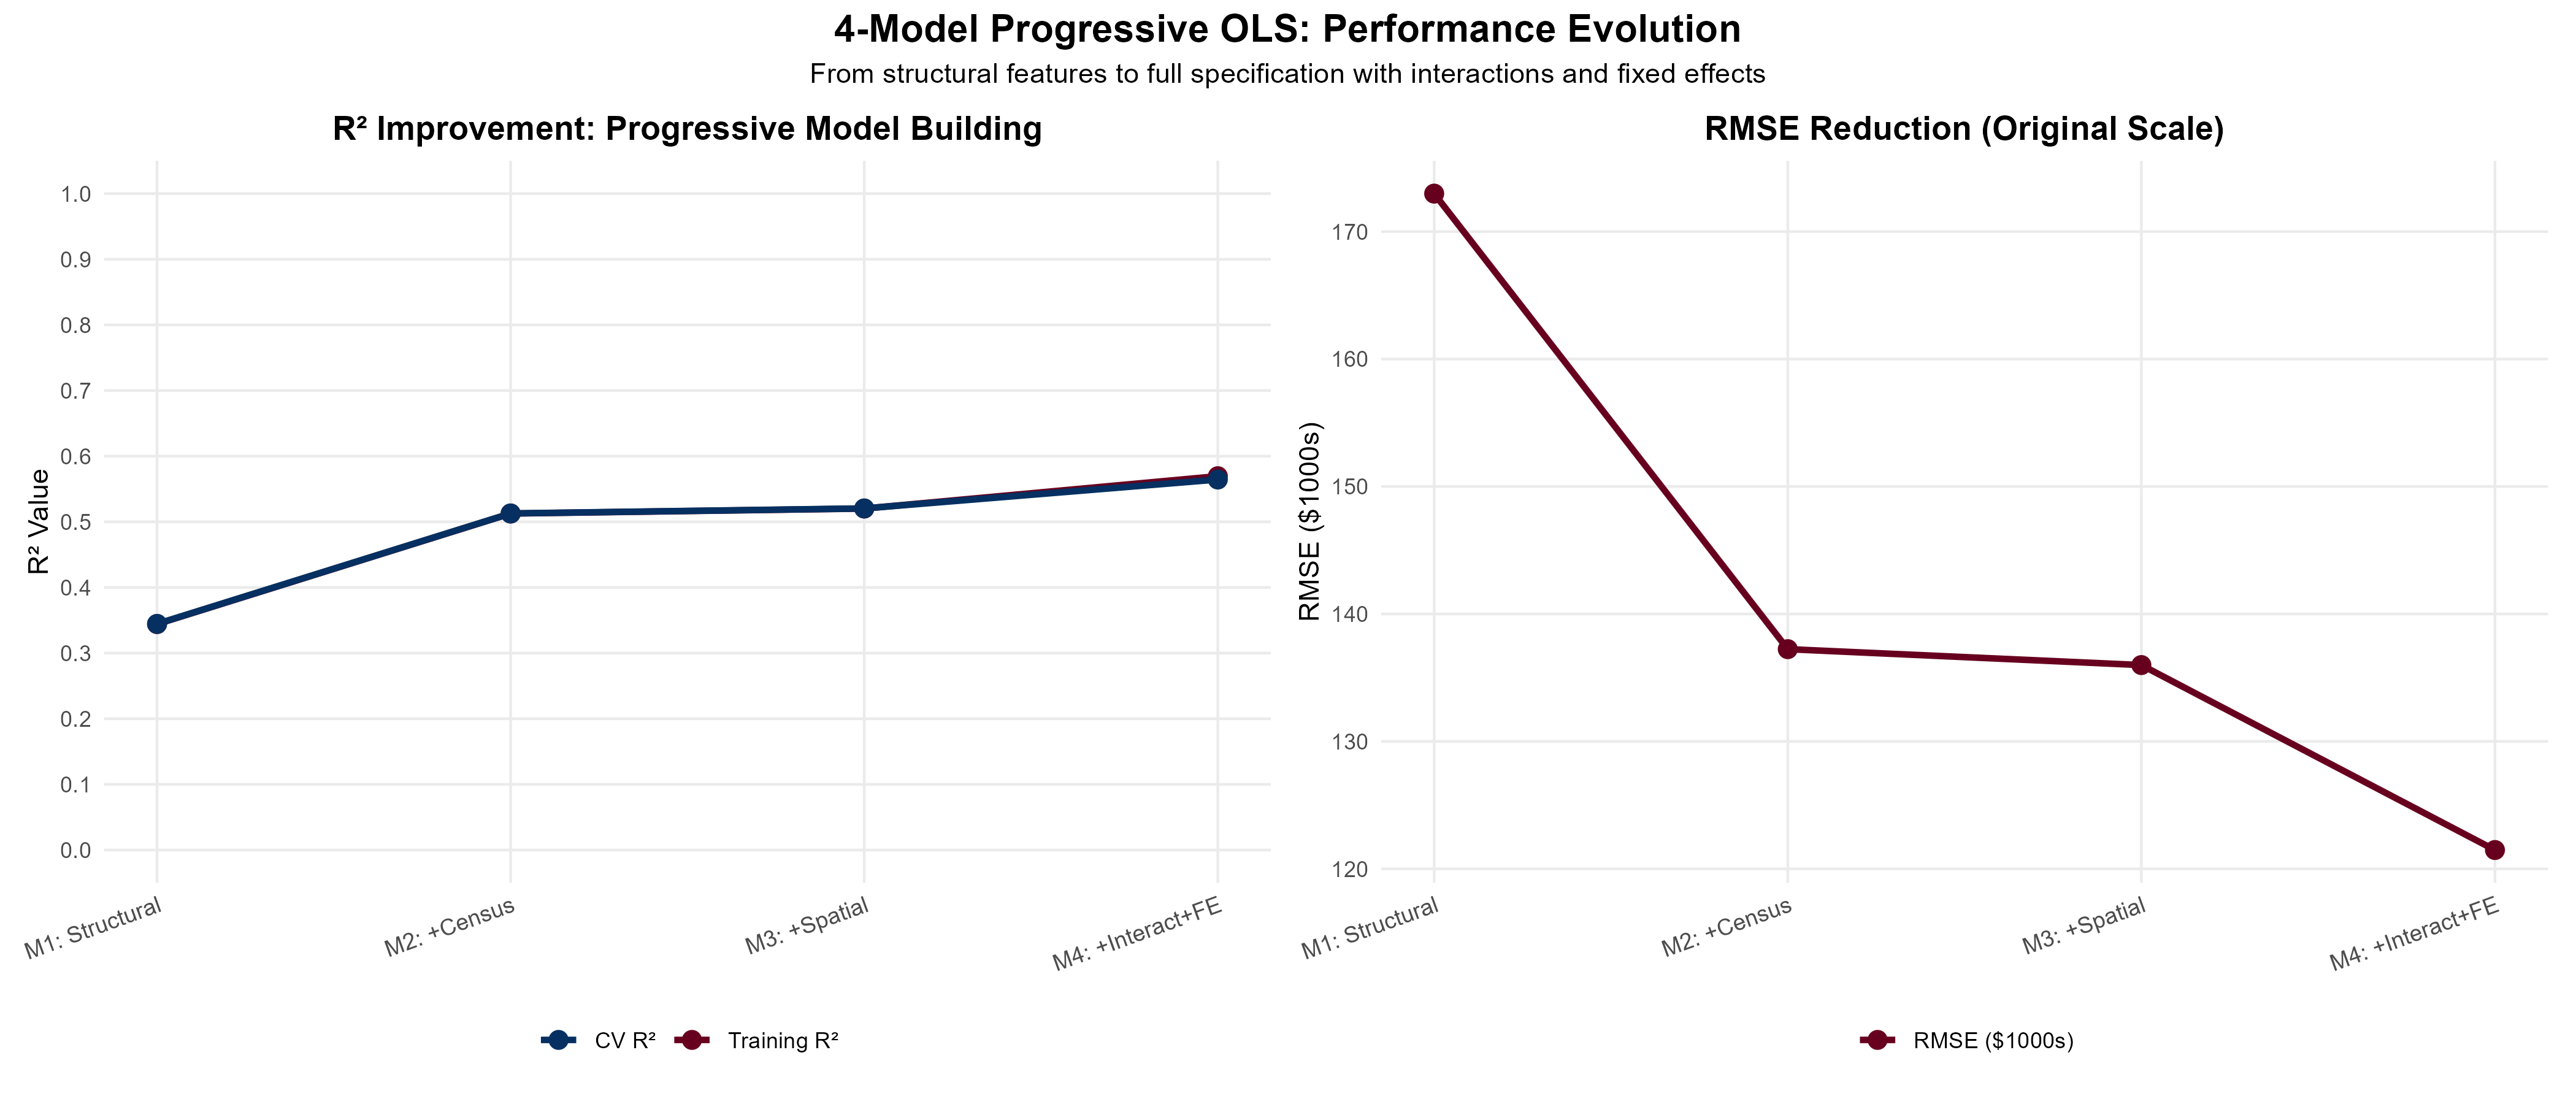 4-Model Progressive OLS: Performance Evolution
From structural features to full specification with interactions and fixed effects
R² Improvement: Progressive Model Building
R² Value
1.0
0.9
0.8
0.7
0.6
0.5
0.4
0.3
0.2
0.1
0.0
M1: Structural
M2: +Census
M3: +Spatial
M4: +Interact+FE
CV R²
Training R²
RMSE Reduction (Original Scale)
RMSE ($1000s)
170
160
150
140
130
120
M1: Structural
M2: +Census
M3: +Spatial
M4: +Interact+FE
RMSE ($1000s)